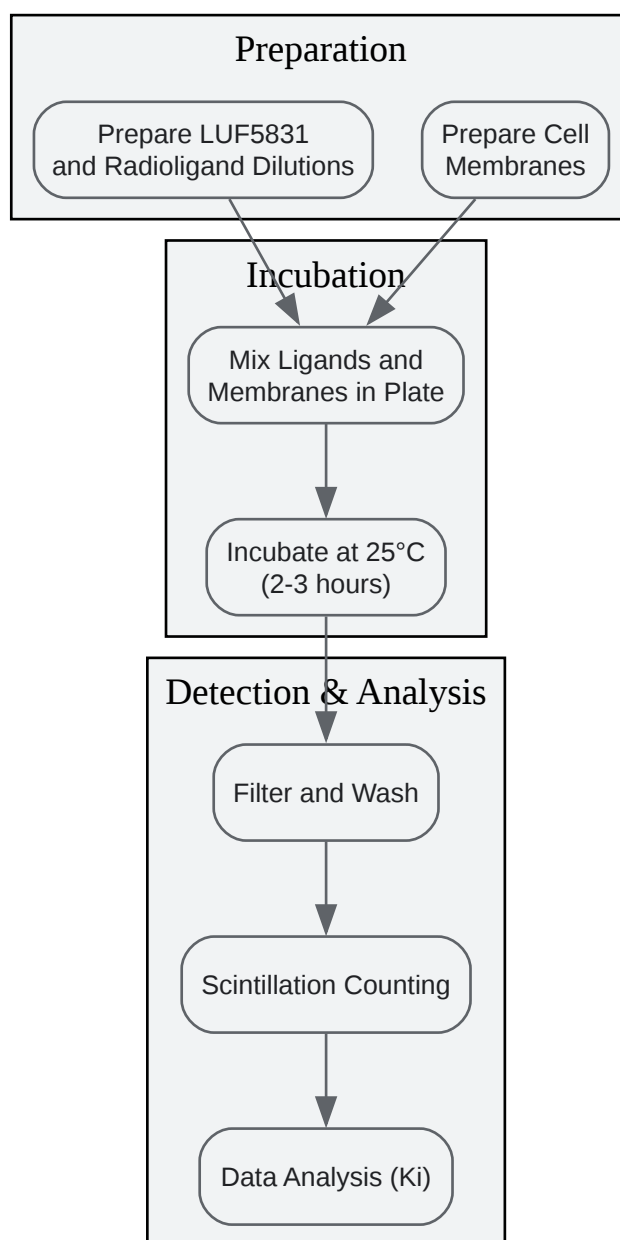 Preparation
Prepare LUF5831
and Radioligand Dilutions
Prepare Cell
Membranes
Incubation
Mix Ligands and
Membranes in Plate
Incubate at 25°C
(2-3 hours)
Detection & Analysis
Filter and Wash
Scintillation Counting
Data Analysis (Ki)